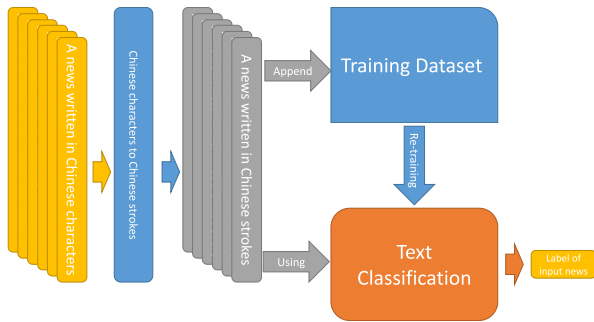 A news written in Chinese characters
Chinese characters to Chinese strokes
A news written in Chinese strokes
Append
Training Dataset
Re-training
Using
Text
Classification
Label of
input news